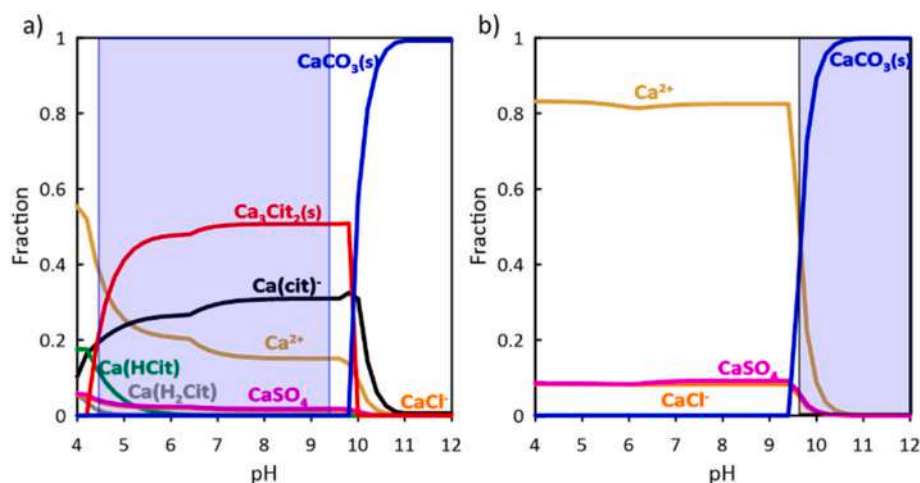 a)
Fraction
1
0.8
0.6
0.4
0.2
0
CaCO₃(s)
Ca₃Cit₂(s)
Ca(cit)⁻
Ca²⁺
Ca(HCit)
Ca(H₂Cit)
CaSO₄
CaCl⁻
4 5 6 7 8 9 10 11 12
pH
b)
Fraction
1
0.8
0.6
0.4
0.2
0
CaCO₃(s)
Ca²⁺
CaSO₄
CaCl⁻
4 5 6 7 8 9 10 11 12
pH